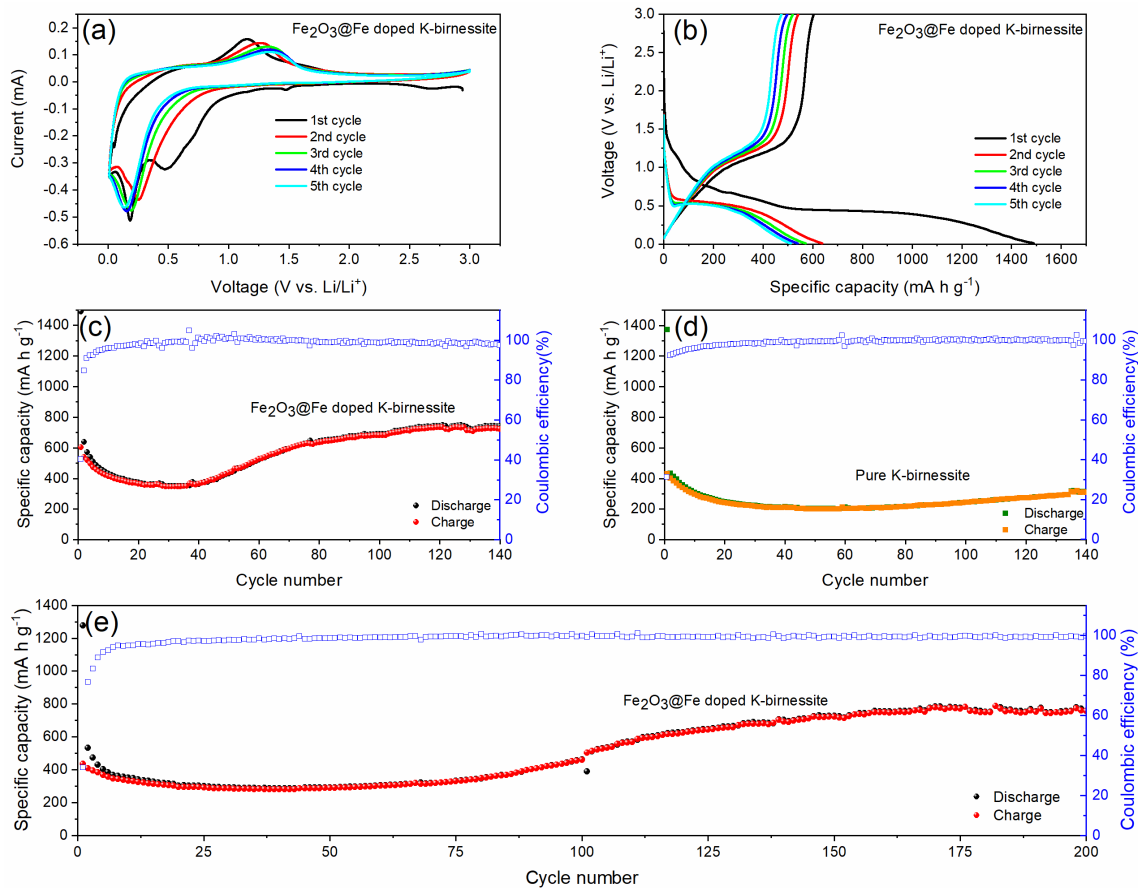 (a)
Fe₂O₃@Fe doped K-birnessite
Current (mA)
0.2
0.1
0.0
-0.1
-0.2
-0.3
-0.4
-0.5
-0.6
1st cycle
2nd cycle
3rd cycle
4th cycle
5th cycle
0.0 0.5 1.0 1.5 2.0 2.5 3.0
Voltage (V vs. Li/Li⁺)
(b)
Fe₂O₃@Fe doped K-birnessite
Voltage (V vs. Li/Li⁺)
3.0
2.5
2.0
1.5
1.0
0.5
0.0
1st cycle
2nd cycle
3rd cycle
4th cycle
5th cycle
0 200 400 600 800 1000 1200 1400 1600
Specific capacity (mA h g⁻¹)
(c)
Specific capacity (mA h g⁻¹)
1400
1200
1000
800
600
400
200
0
Fe₂O₃@Fe doped K-birnessite
Discharge
Charge
100
80
60
40
20
0
Coulombic efficiency(%)
0 20 40 60 80 100 120 140
Cycle number
(d)
Specific capacity (mA h g⁻¹)
1400
1200
1000
800
600
400
200
0
Pure K-birnessite
Discharge
Charge
100
80
60
40
20
0
Coulombic efficiency(%)
0 20 40 60 80 100 120 140
Cycle number
(e)
Specific capacity (mA h g⁻¹)
1400
1200
1000
800
600
400
200
0
Fe₂O₃@Fe doped K-birnessite
Discharge
Charge
100
80
60
40
20
0
Coulombic efficiency (%)
0 25 50 75 100 125 150 175 200
Cycle number